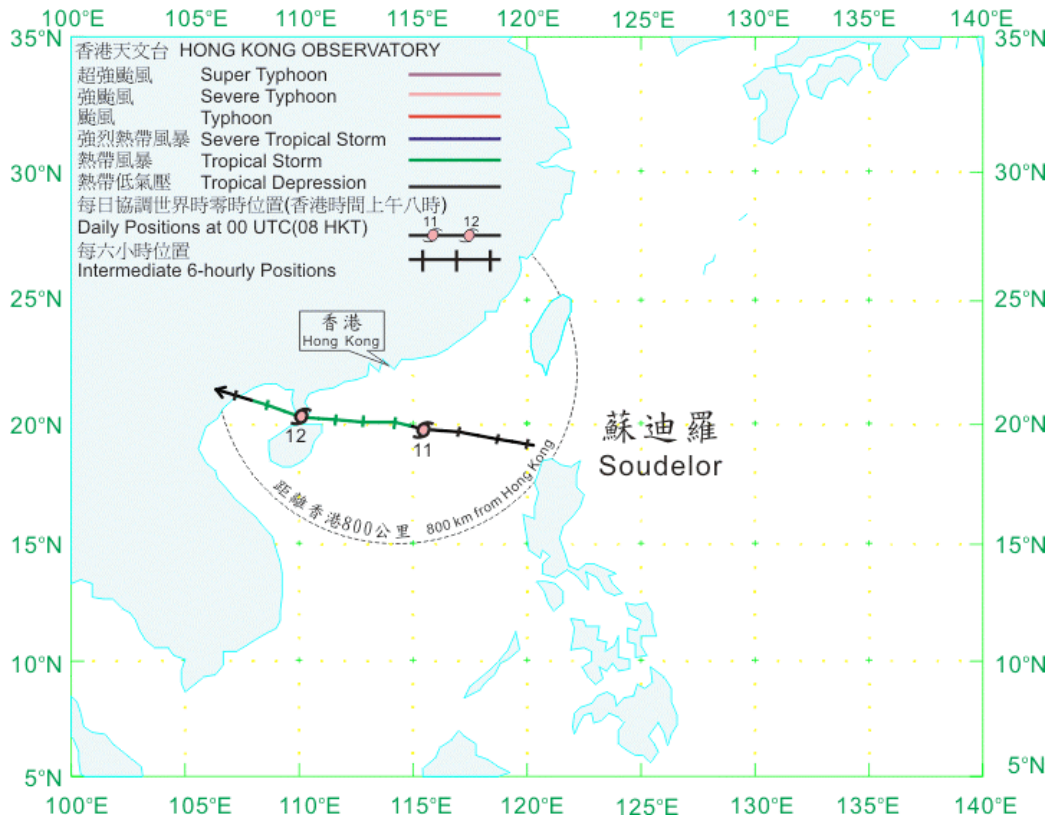 100°E 105°E 110°E 115°E 120°E 125°E 130°E 135°E 140°E
35°N 35°N
香港天文台 HONG KONG OBSERVATORY
超強颱風 Super Typhoon
強颱風 Severe Typhoon
颱風 Typhoon
強烈熱帶風暴 Severe Tropical Storm
熱帶風暴 Tropical Storm
30°N 30°N
熱帶低氣壓 Tropical Depression
每日協調世界時零時位置(香港時間上午八時)
Daily Positions at 00 UTC(08 HKT) 11 12
每六小時位置
Intermediate 6-hourly Positions
25°N 25°N
香港
Hong Kong
20°N 20°N
12
11
蘇迪羅
Soudelor
距離香港800公里 800 km from Hong Kong
15°N 15°N
10°N 10°N
5°N 5°N
100°E 105°E 110°E 115°E 120°E 125°E 130°E 135°E 140°E